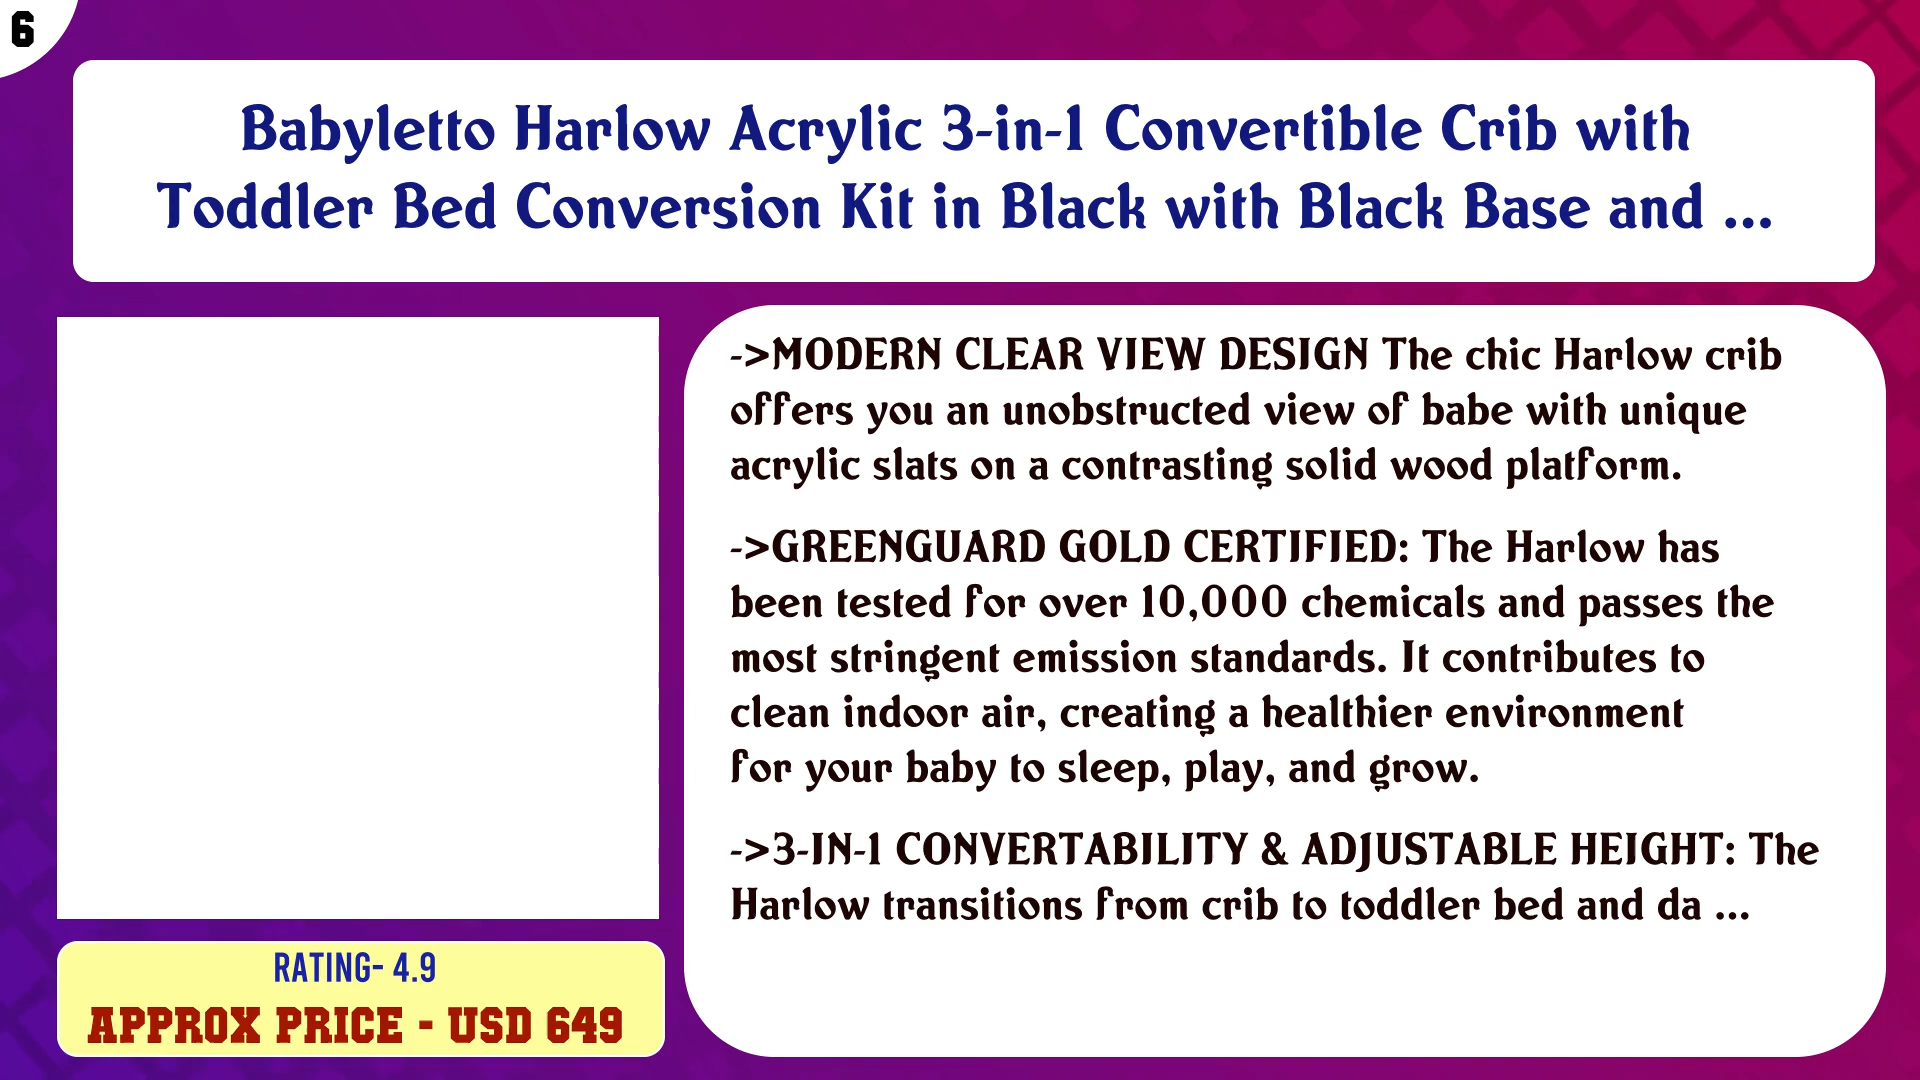 6
Babyletto Harlow Acrylic 3-in-1 Convertible Crib with
Toddler Bed Conversion Kit in Black with Black Base and ...
->MODERN CLEAR VIEW DESIGN The chic Harlow crib
offers you an unobstructed view of babe with unique
acrylic slats on a contrasting solid wood platform.
->GREENGUARD GOLD CERTIFIED: The Harlow has
been tested for over 10,000 chemicals and passes the
most stringent emission standards. It contributes to
clean indoor air, creating a healthier environment
for your baby to sleep, play, and grow.
->3-IN-1 CONVERTABILITY & ADJUSTABLE HEIGHT: The
Harlow transitions from crib to toddler bed and da ...
RATING- 4.9
APPROX PRICE - USD 649